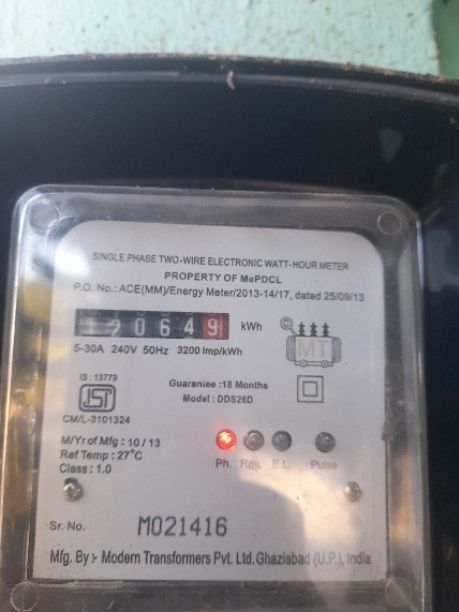 SINGLE PHASE TWO-WIRE ELECTRONIC WATT-HOUR METER
PROPERTY OF MePDCL
P.O. No.: ACE(MM)/Energy Meter/2013-14/17, dated 25/09/13
120649 kWh
5-30A 240V 50Hz 3200 Imp/kWh
MT
IS : 13779
Guaraniee :18 Months
Model : DDS26D
CM/L-3101324
M/Yr of Mfg : 10 / 13
Ref Temp : 27°C
Class : 1.0
Ph. Rev. E.L. Pulse
Sr. No. M021416
Mfg. By :- Modern Transformers Pvt. Ltd. Ghaziabad (U.P.), India